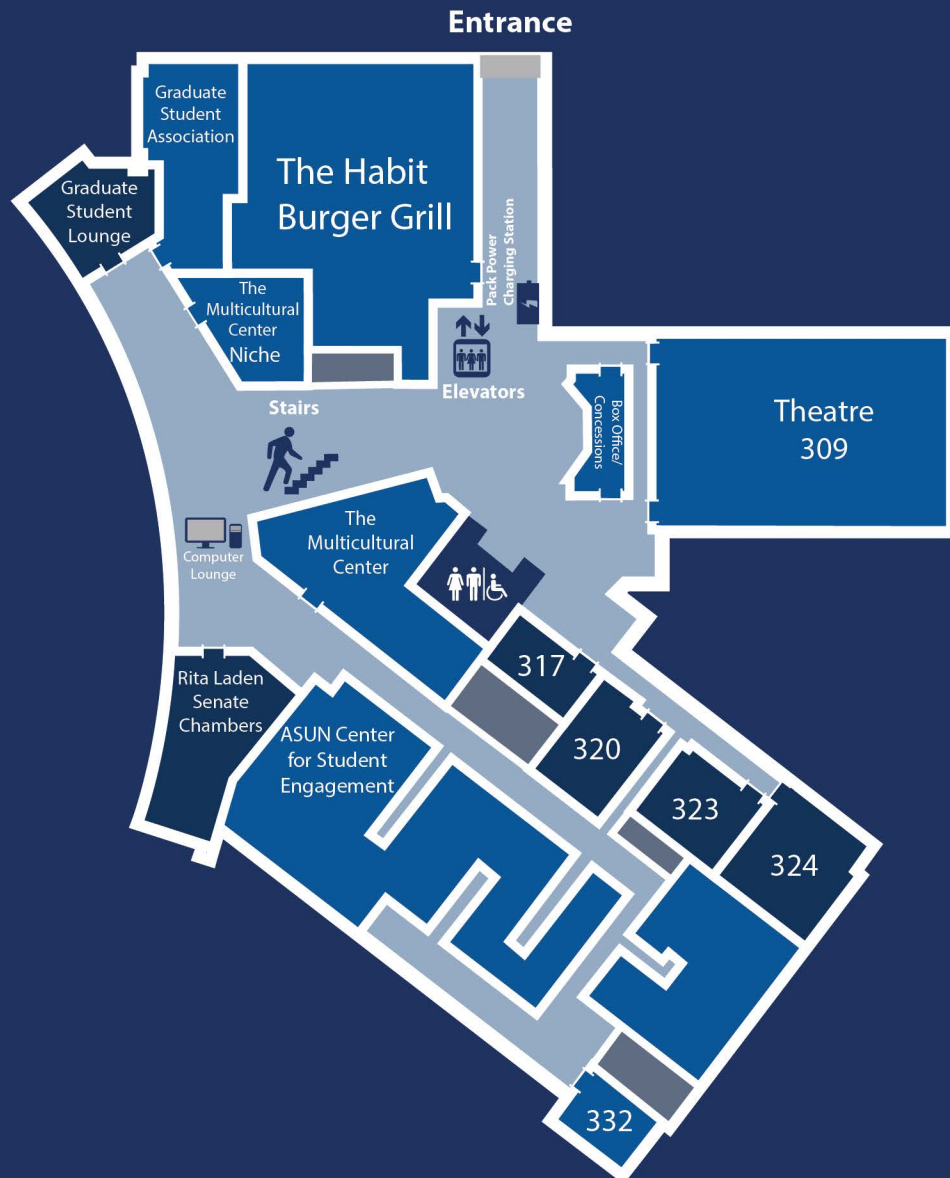 Entrance
Graduate
Student
Association
The Habit
Burger Grill
Graduate
Student
Lounge
Pack Power
Charging Station
The
Multicultural
Center
Niche
Elevators
Stairs
Box Office/
Concessions
Theatre
309
The
Multicultural
Center
Computer
Lounge
317
Rita Laden
Senate
Chambers
ASUN Center
for Student
Engagement
320
323
324
332